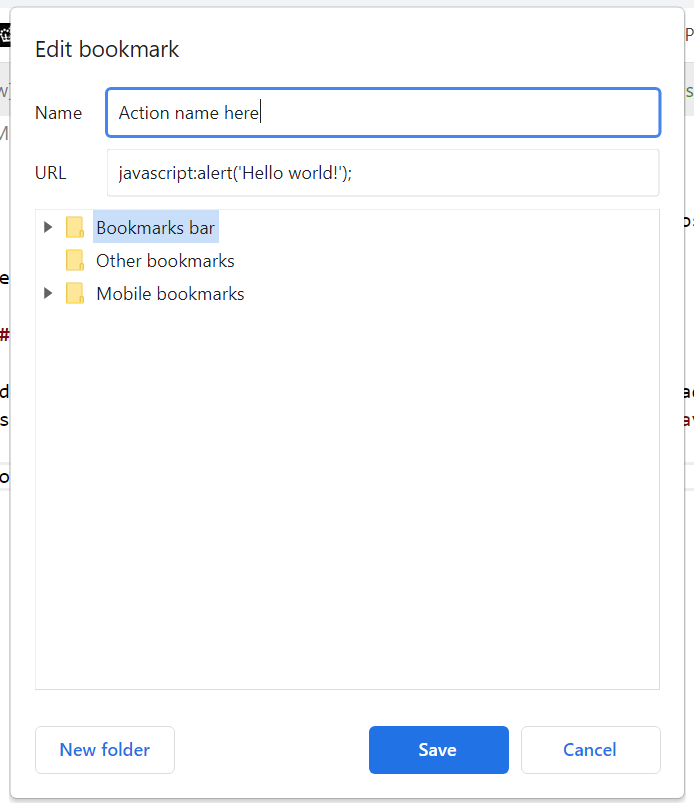 Edit bookmark
Name Action name here
URL javascript:alert('Hello world!');
Bookmarks bar
Other bookmarks
Mobile bookmarks
New folder Save Cancel